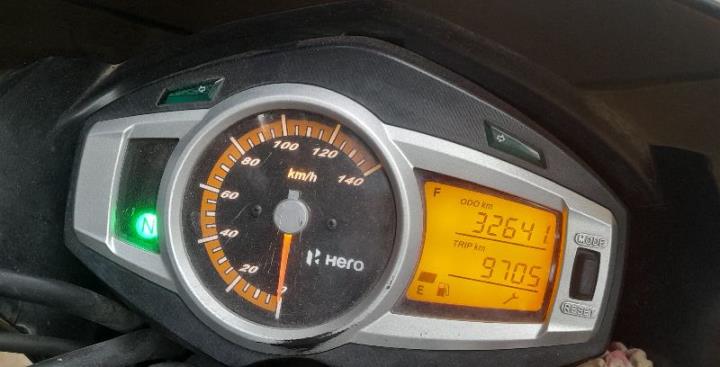 0
20
40
60
80
100
120
140
km/h
Hero
N
F
ODO km
32641
TRIP km
9705
E
MODE
RESET